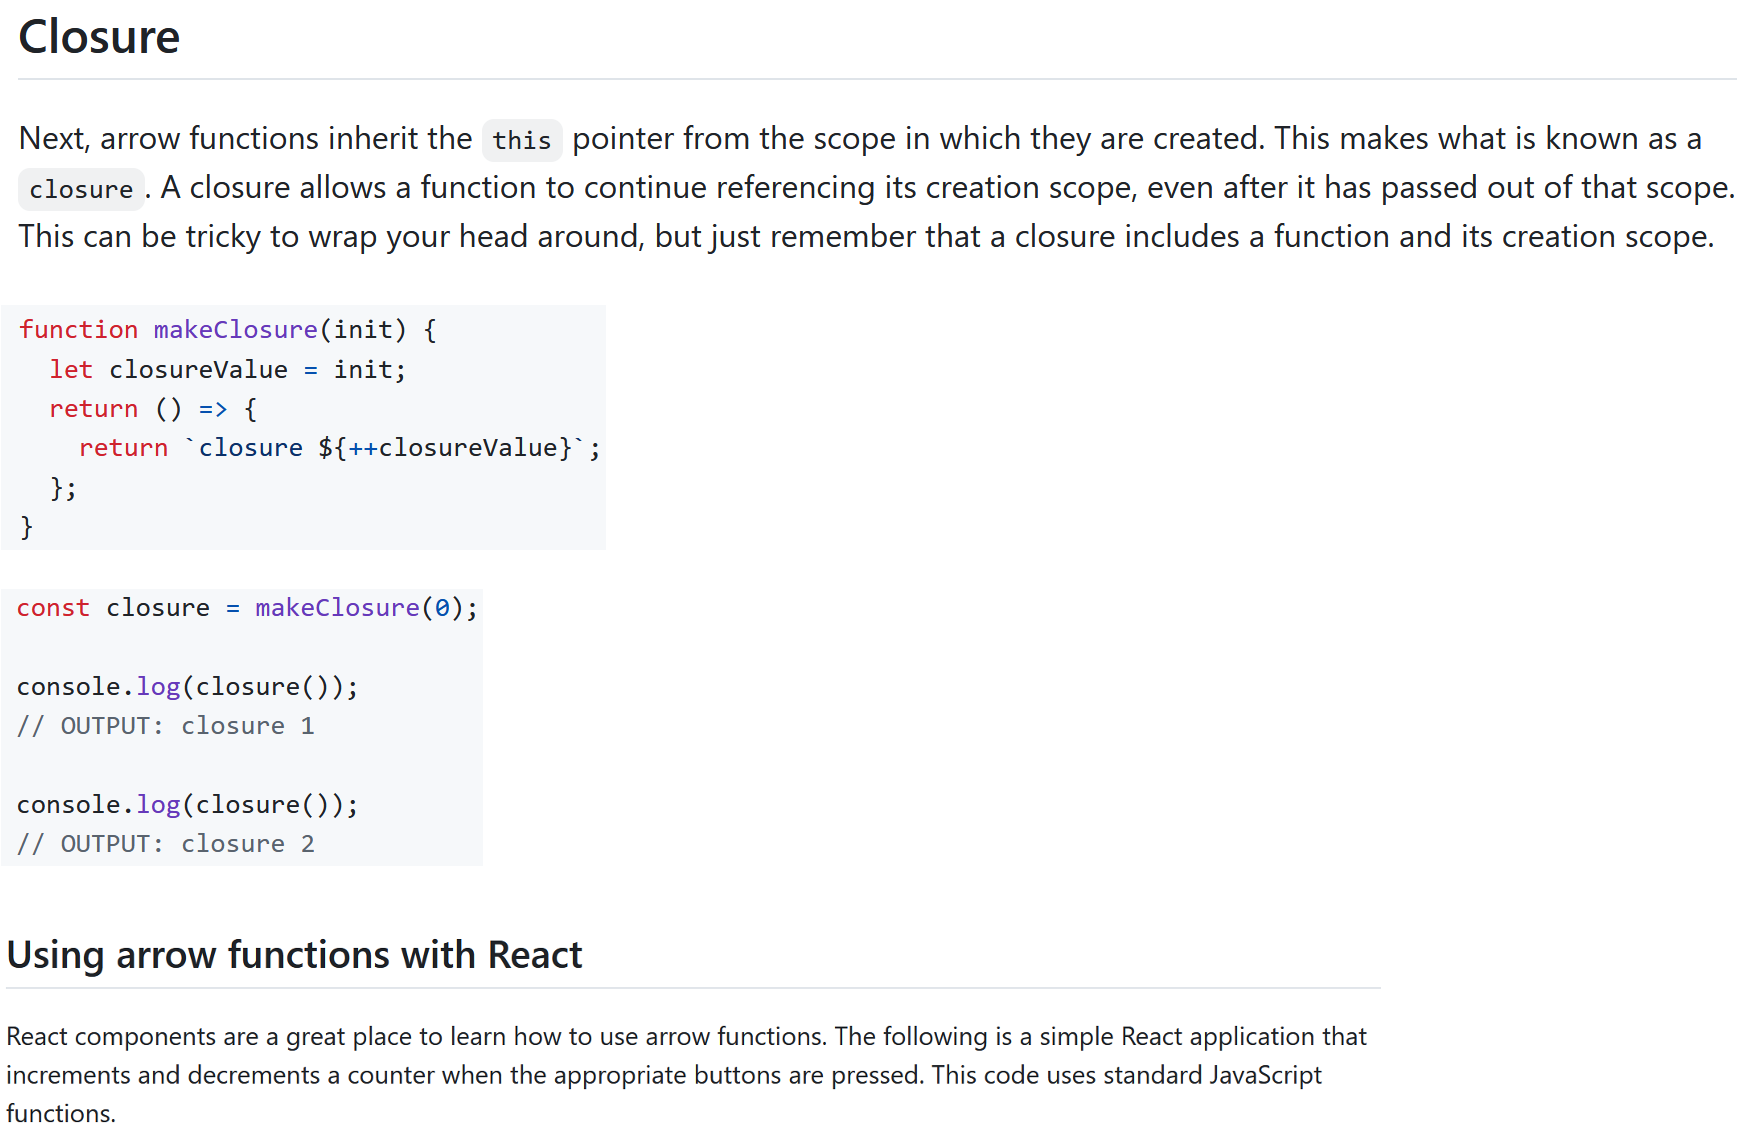 Closure
Next, arrow functions inherit the this pointer from the scope in which they are created. This makes what is known as a
closure. A closure allows a function to continue referencing its creation scope, even after it has passed out of that scope.
This can be tricky to wrap your head around, but just remember that a closure includes a function and its creation scope.
function makeClosure(init) {
  let closureValue = init;
  return () => {
    return `closure ${++closureValue}`;
  };
}
const closure = makeClosure(0);
console.log(closure());
// OUTPUT: closure 1
console.log(closure());
// OUTPUT: closure 2
Using arrow functions with React
React components are a great place to learn how to use arrow functions. The following is a simple React application that
increments and decrements a counter when the appropriate buttons are pressed. This code uses standard JavaScript
functions.